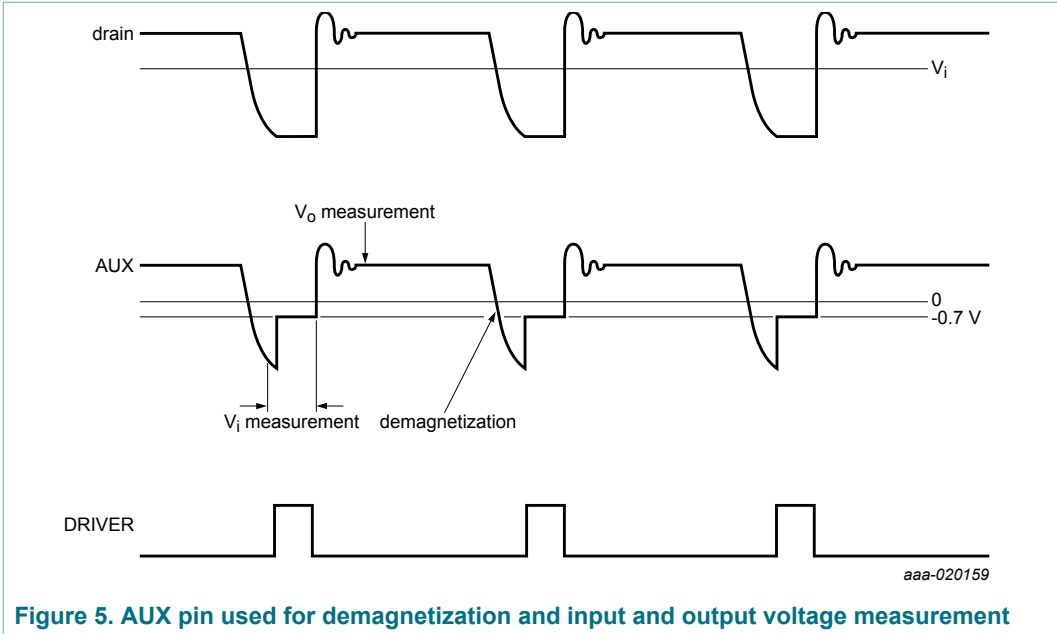 drain
Vi
Vo measurement
AUX
0
-0.7 V
Vi measurement
demagnetization
DRIVER
aaa-020159
Figure 5. AUX pin used for demagnetization and input and output voltage measurement